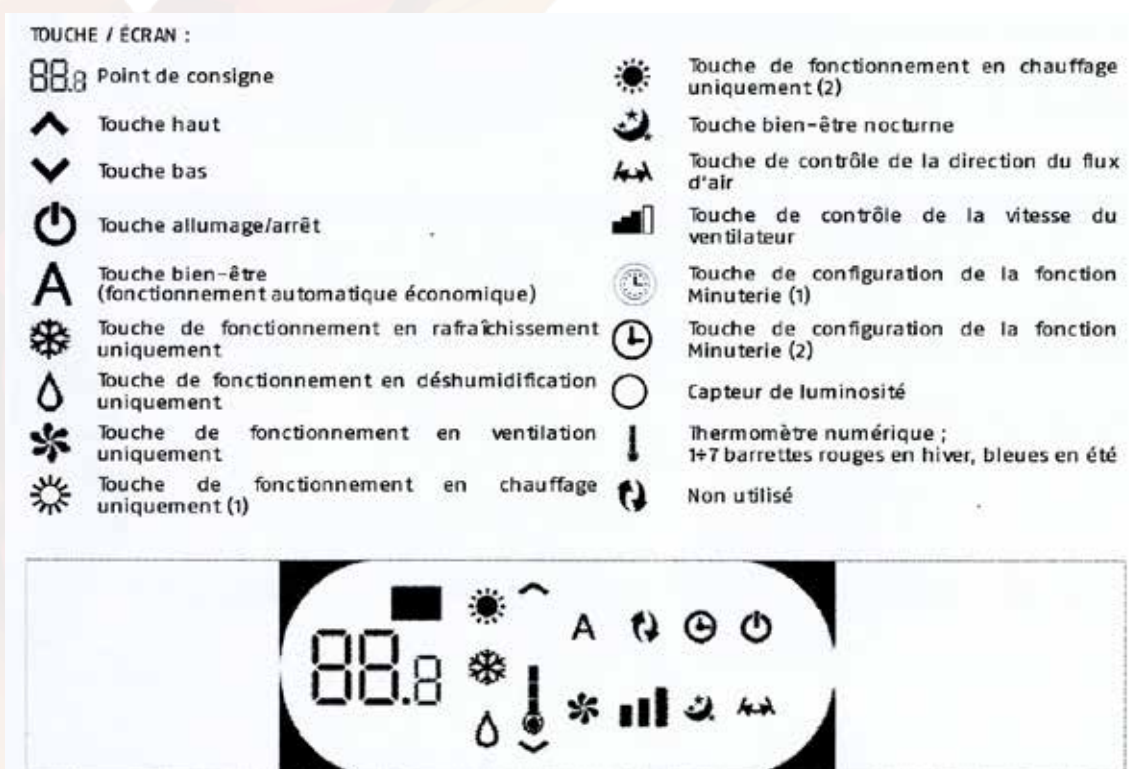 TOUCHE / ÉCRAN :
88.8 Point de consigne
Touche haut
Touche bas
Touche allumage/arrêt
A Touche bien-être
(fonctionnement automatique économique)
Touche de fonctionnement en rafraîchissement
uniquement
Touche de fonctionnement en déshumidification
uniquement
Touche de fonctionnement en ventilation
uniquement
Touche de fonctionnement en chauffage
uniquement (1)
Touche de fonctionnement en chauffage
uniquement (2)
Touche bien-être nocturne
Touche de contrôle de la direction du flux
d'air
Touche de contrôle de la vitesse du
ventilateur
Touche de configuration de la fonction
Minuterie (1)
Touche de configuration de la fonction
Minuterie (2)
Capteur de luminosité
Thermomètre numérique ;
1÷7 barrettes rouges en hiver, bleues en été
Non utilisé
88.8
A